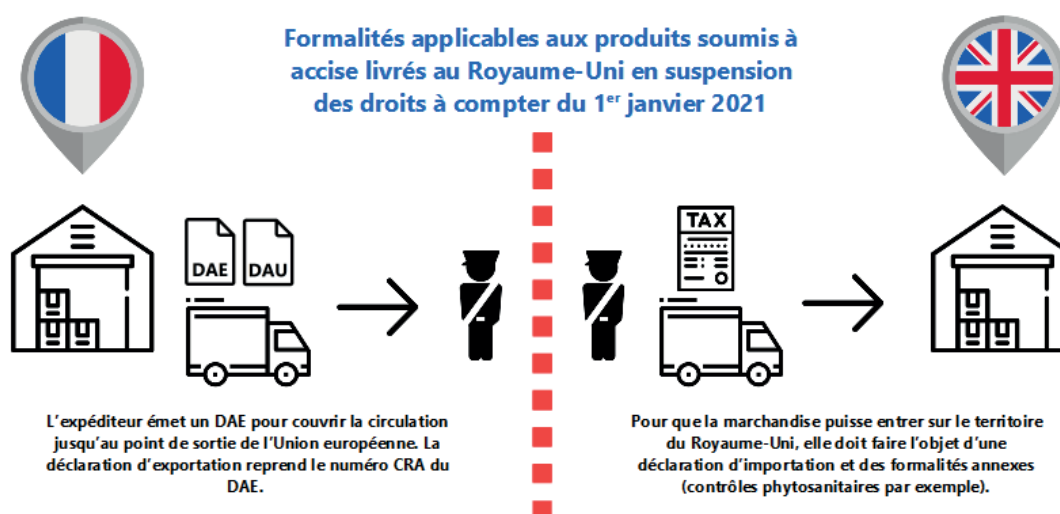 Formalités applicables aux produits soumis à
accise livrés au Royaume-Uni en suspension
des droits à compter du 1er janvier 2021
DAE
DAU
TAX
L'expéditeur émet un DAE pour couvrir la circulation
jusqu'au point de sortie de l'Union européenne. La
déclaration d'exportation reprend le numéro CRA du
DAE.
Pour que la marchandise puisse entrer sur le territoire
du Royaume-Uni, elle doit faire l'objet d'une
déclaration d'importation et des formalités annexes
(contrôles phytosanitaires par exemple).